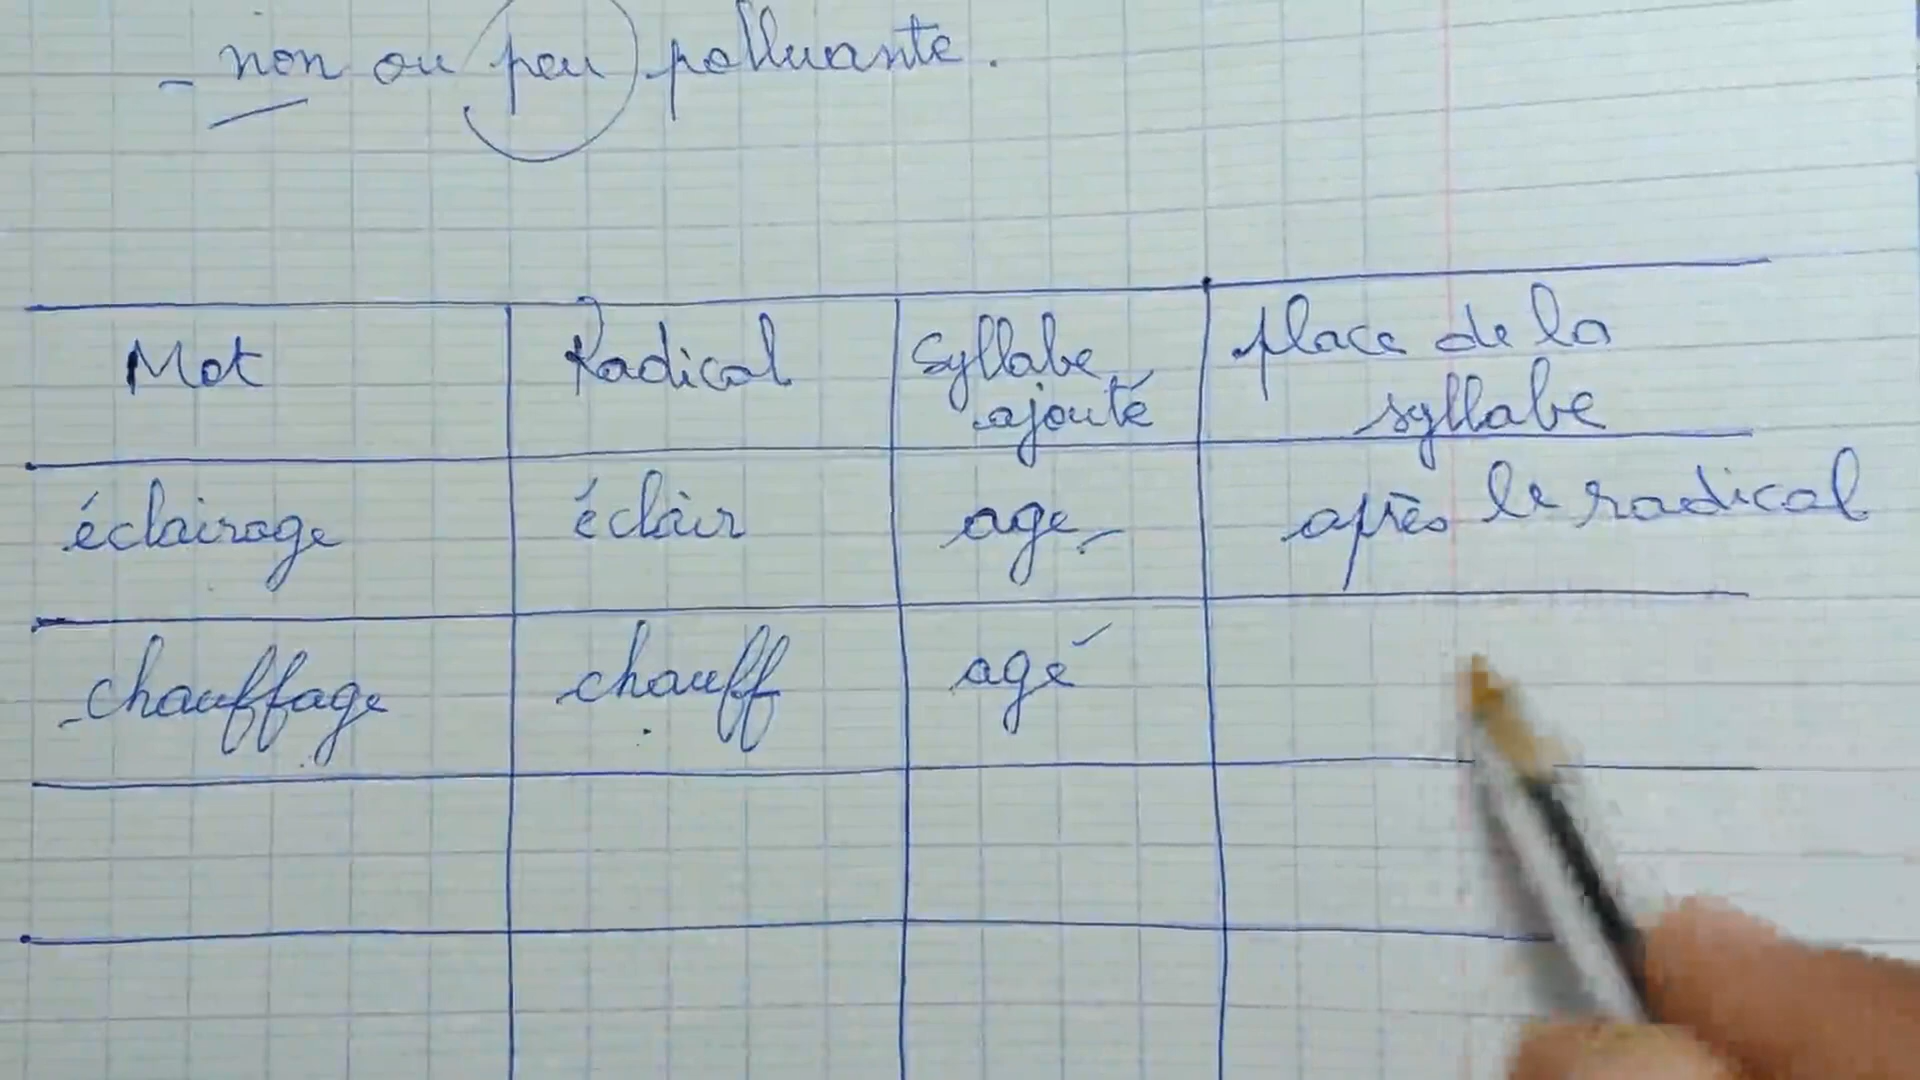 - non ou peu polluante.
Mot Radical Syllabe ajouté place de la syllabe
éclairage éclair age après le radical
chauffage chauff agé